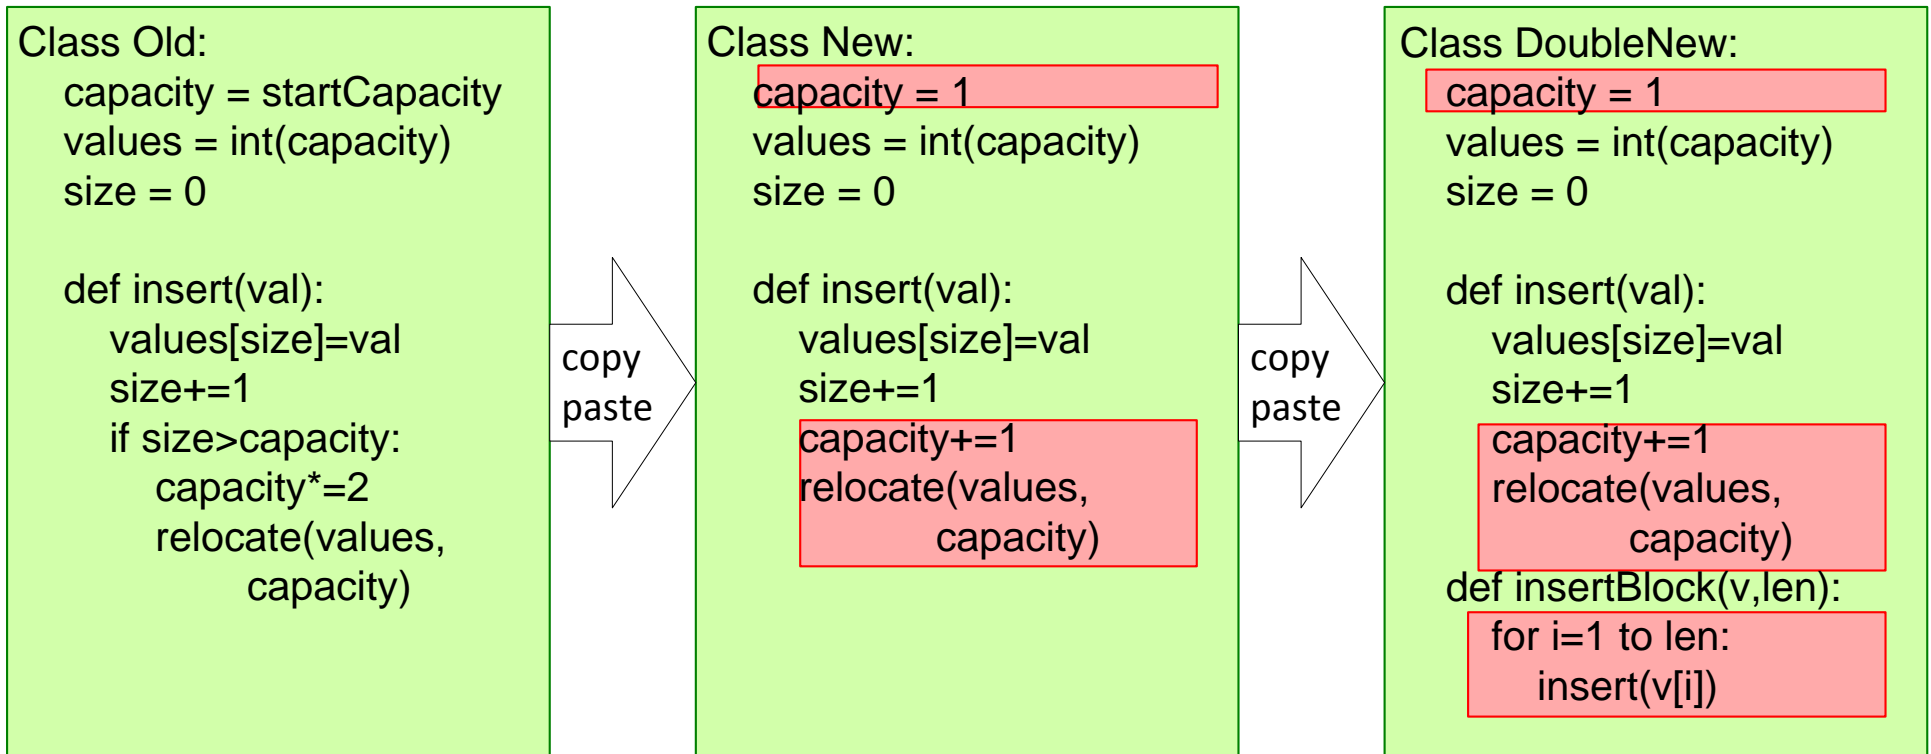 Class Old:
capacity = startCapacity
values = int(capacity)
size = 0
def insert(val):
values[size]=val
size+=1
if size>capacity:
capacity*=2
relocate(values,
capacity)
copy
paste
Class New:
capacity = 1
values = int(capacity)
size = 0
def insert(val):
values[size]=val
size+=1
capacity+=1
relocate(values,
capacity)
copy
paste
Class DoubleNew:
capacity = 1
values = int(capacity)
size = 0
def insert(val):
values[size]=val
size+=1
capacity+=1
relocate(values,
capacity)
def insertBlock(v,len):
for i=1 to len:
insert(v[i])